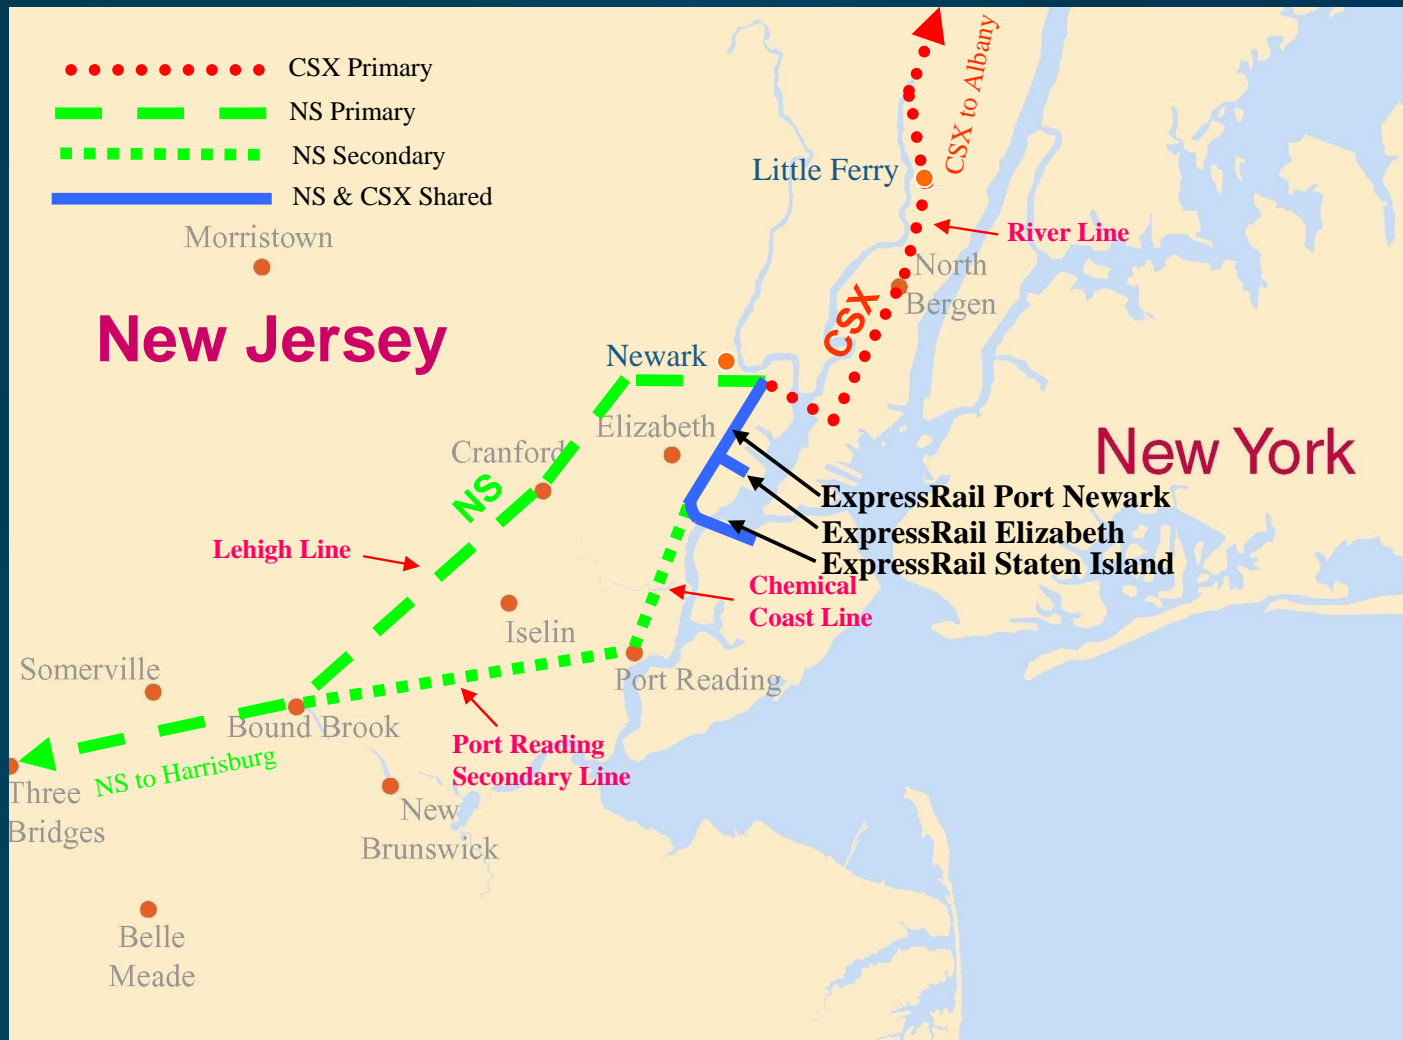 CSX Primary
NS Primary
NS Secondary
NS & CSX Shared
CSX to Albany
Little Ferry
Morristown
River Line
North
Bergen
New Jersey
CSX
Newark
Elizabeth
Cranford
New York
NS
ExpressRail Port Newark
ExpressRail Elizabeth
ExpressRail Staten Island
Lehigh Line
Chemical
Coast Line
Iselin
Somerville
Port Reading
Bound Brook
Port Reading
Secondary Line
NS to Harrisburg
Three
Bridges
New
Brunswick
Belle
Meade